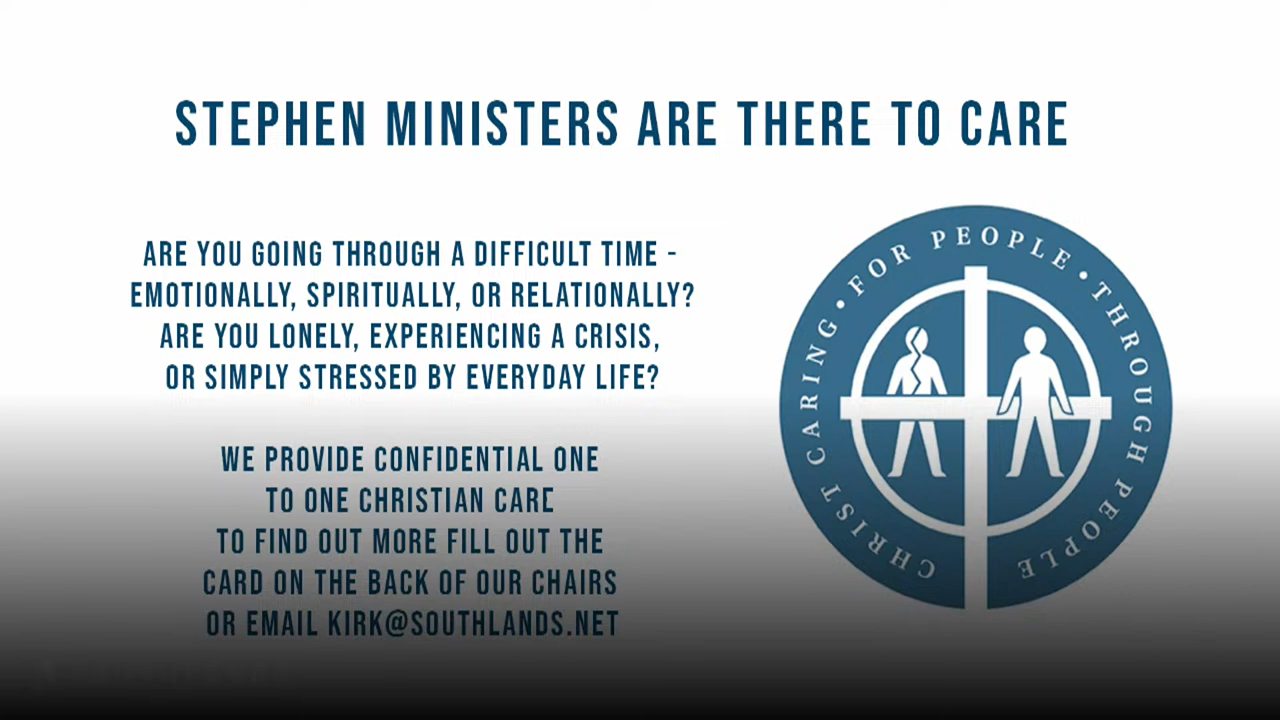 STEPHEN MINISTERS ARE THERE TO CARE
ARE YOU GOING THROUGH A DIFFICULT TIME -
EMOTIONALLY, SPIRITUALLY, OR RELATIONALLY?
ARE YOU LONELY, EXPERIENCING A CRISIS,
OR SIMPLY STRESSED BY EVERYDAY LIFE?
WE PROVIDE CONFIDENTIAL ONE
TO ONE CHRISTIAN CARE
TO FIND OUT MORE FILL OUT THE
CARD ON THE BACK OF OUR CHAIRS
OR EMAIL KIRK@SOUTHLANDS.NET
CHRIST CARING • FOR PEOPLE • THROUGH PEOPLE